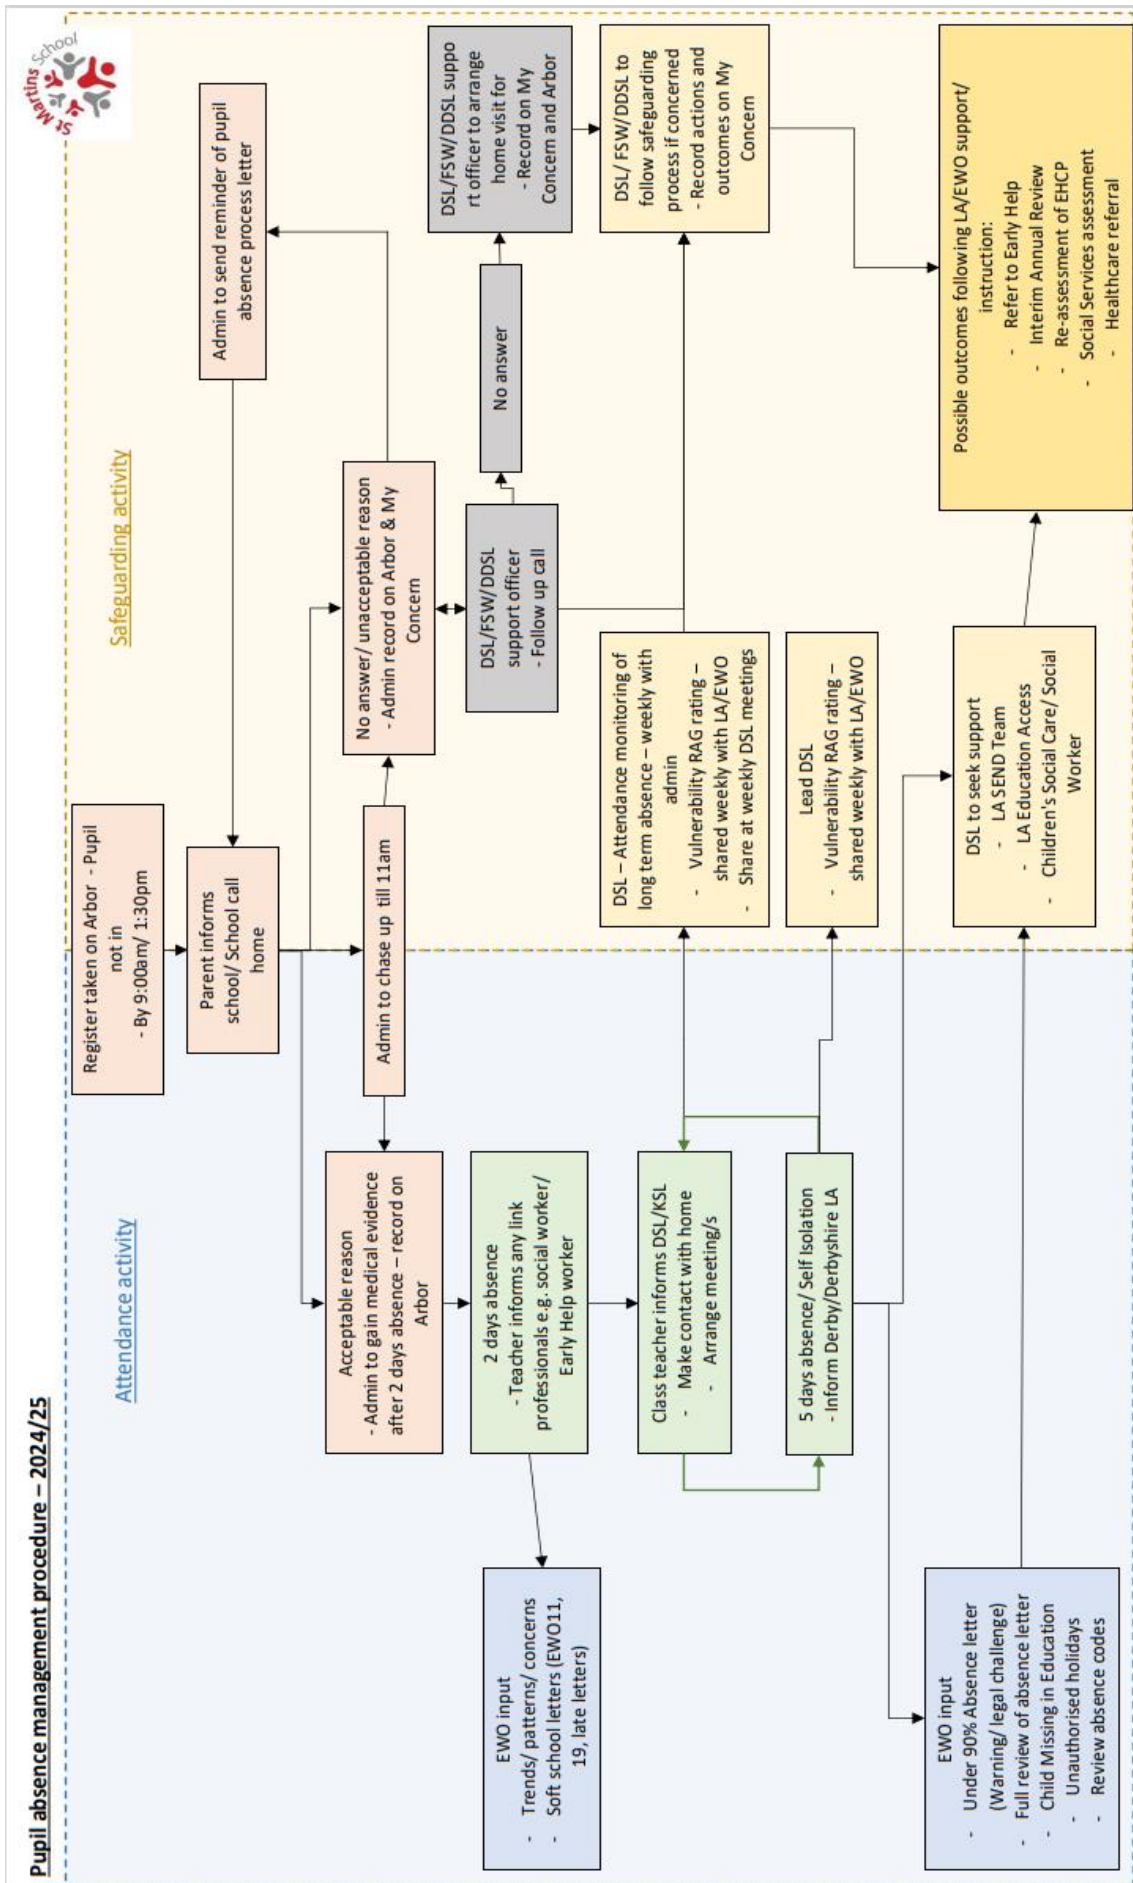 Pupil absence management procedure – 2024/25
St Martins School
Attendance activity
Safeguarding activity
Register taken on Arbor - Pupil
not in
- By 9:00am/ 1:30pm
Parent informs
school/ School call
home
Admin to send reminder of pupil
absence process letter
Admin to chase up till 11am
Acceptable reason
- Admin to gain medical evidence
after 2 days absence – record on
Arbor
No answer/ unacceptable reason
- Admin record on Arbor & My
Concern
2 days absence
- Teacher informs any link
professionals e.g. social worker/
Early Help worker
DSL/FSW/DDSL
support officer
- Follow up call
No answer
DSL/FSW/DDSL suppo
rt officer to arrange
home visit for
- Record on My
Concern and Arbor
EWO input
- Trends/ patterns/ concerns
- Soft school letters (EWO11,
19, late letters)
Class teacher informs DSL/KSL
- Make contact with home
- Arrange meeting/s
DSL – Attendance monitoring of
long term absence – weekly with
admin
- Vulnerability RAG rating –
shared weekly with LA/EWO
- Share at weekly DSL meetings
DSL/ FSW/DDSL to
follow safeguarding
process if concerned
- Record actions and
outcomes on My
Concern
5 days absence/ Self Isolation
- Inform Derby/Derbyshire LA
Lead DSL
- Vulnerability RAG rating –
shared weekly with LA/EWO
EWO input
- Under 90% Absence letter
(Warning/ legal challenge)
- Full review of absence letter
- Child Missing in Education
- Unauthorised holidays
- Review absence codes
DSL to seek support
- LA SEND Team
- LA Education Access
- Children's Social Care/ Social
Worker
Possible outcomes following LA/EWO support/
instruction:
- Refer to Early Help
- Interim Annual Review
- Re-assessment of EHCP
- Social Services assessment
- Healthcare referral